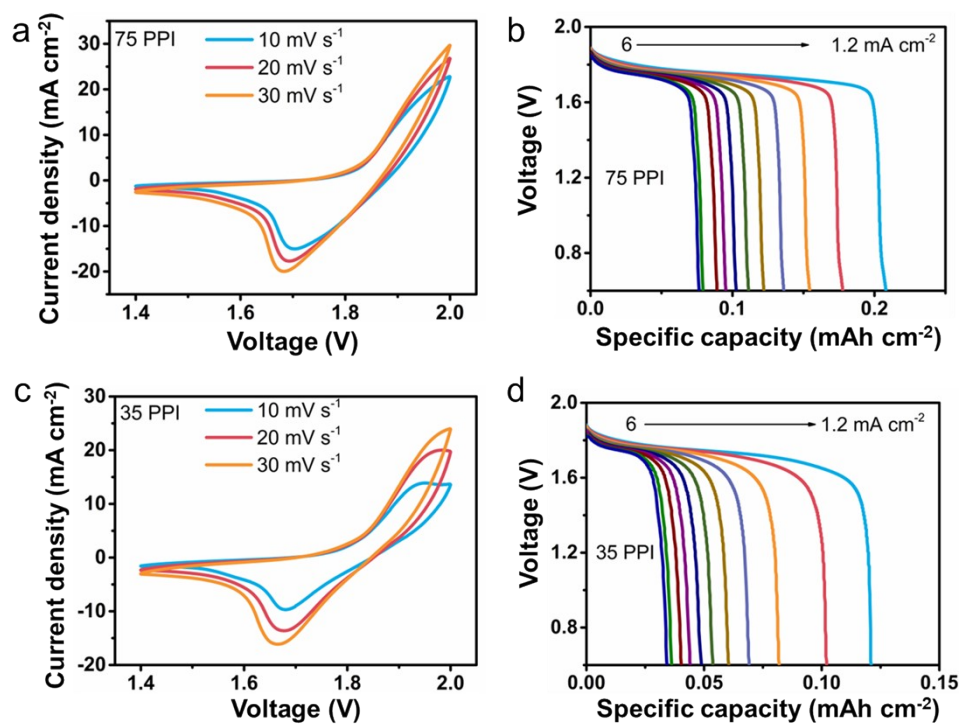 a
75 PPI
10 mV s⁻¹
20 mV s⁻¹
30 mV s⁻¹
Current density (mA cm⁻²)
30
20
10
0
-10
-20
1.4
1.6
1.8
2.0
Voltage (V)
b
6
1.2 mA cm⁻²
75 PPI
Voltage (V)
2.0
1.6
1.2
0.8
0.0
0.1
0.2
Specific capacity (mAh cm⁻²)
c
35 PPI
10 mV s⁻¹
20 mV s⁻¹
30 mV s⁻¹
Current density (mA cm⁻²)
30
20
10
0
-10
-20
1.4
1.6
1.8
2.0
Voltage (V)
d
6
1.2 mA cm⁻²
35 PPI
Voltage (V)
2.0
1.6
1.2
0.8
0.00
0.05
0.10
0.15
Specific capacity (mAh cm⁻²)